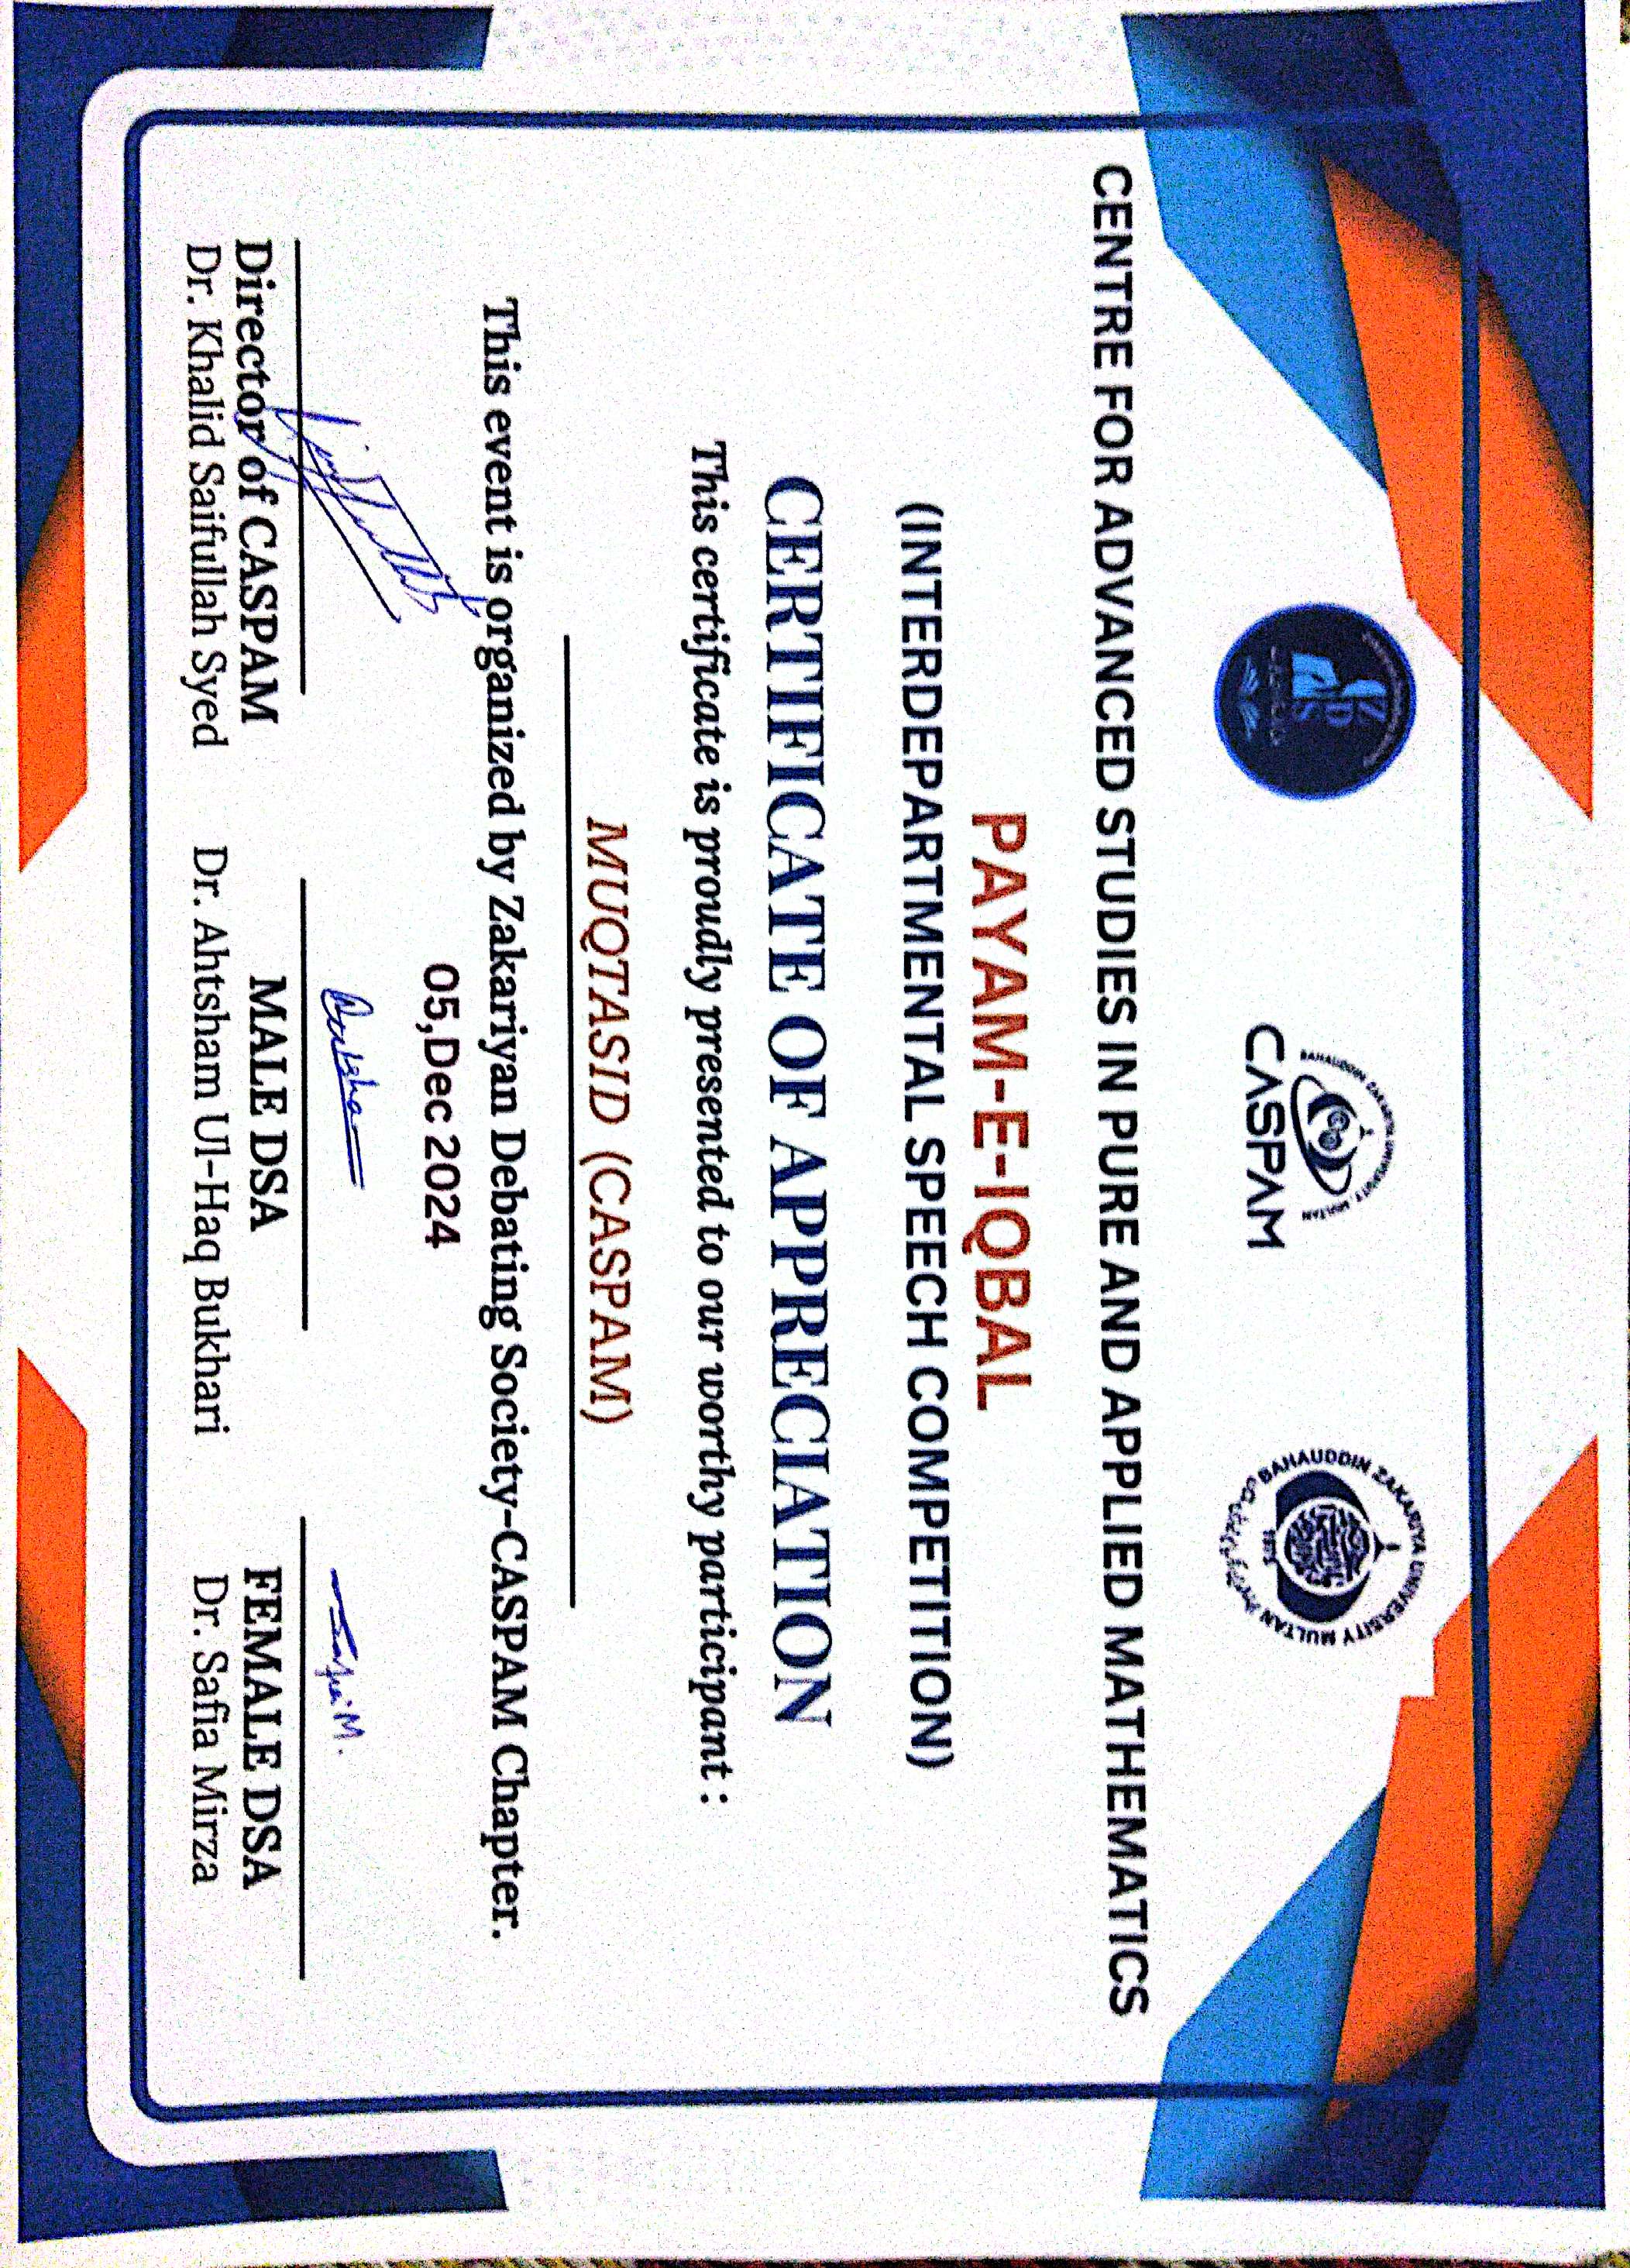 Z
D
S
BAHAUDDIN ZAKARIYA UNIVERSITY MULTAN
CASPAM
BAHAUDDIN ZAKARIYA UNIVERSITY MULTAN
1975
CENTRE FOR ADVANCED STUDIES IN PURE AND APPLIED MATHEMATICS
PAYAM-E-IQBAL
(INTERDEPARTMENTAL SPEECH COMPETITION)
CERTIFICATE OF APPRECIATION
This certificate is proudly presented to our worthy participant :
MUQTASID (CASPAM)
This event is organized by Zakariyan Debating Society-CASPAM Chapter.
05,Dec 2024
Safia M.
Director of CASPAM
MALE DSA
FEMALE DSA
Dr. Khalid Saifullah Syed
Dr. Ahtsham Ul-Haq Bukhari
Dr. Safia Mirza